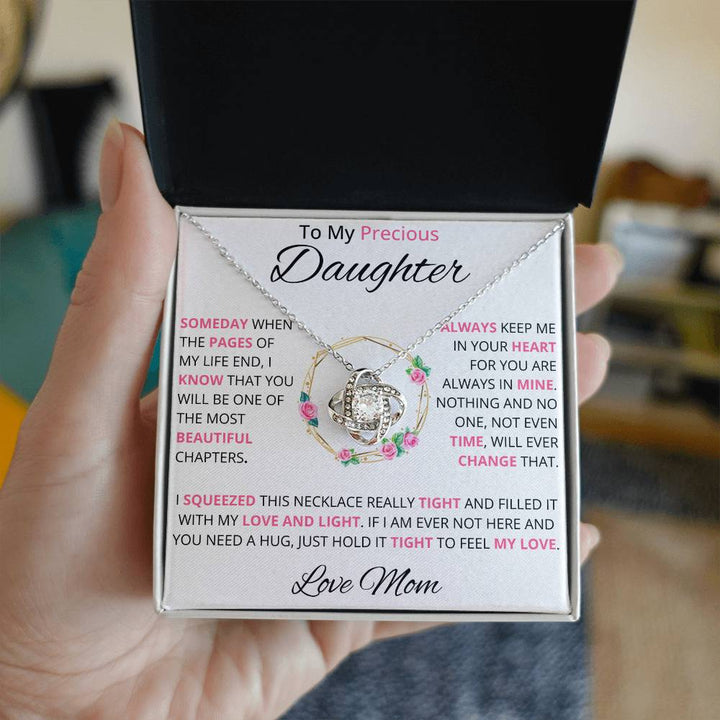 To My Precious
Daughter
SOMEDAY WHEN
THE PAGES OF
MY LIFE END, I
KNOW THAT YOU
WILL BE ONE OF
THE MOST
BEAUTIFUL
CHAPTERS.
ALWAYS KEEP ME
IN YOUR HEART
FOR YOU ARE
ALWAYS IN MINE.
NOTHING AND NO
ONE, NOT EVEN
TIME, WILL EVER
CHANGE THAT.
I SQUEEZED THIS NECKLACE REALLY TIGHT AND FILLED IT
WITH MY LOVE AND LIGHT. IF I AM EVER NOT HERE AND
YOU NEED A HUG, JUST HOLD IT TIGHT TO FEEL MY LOVE.
Love Mom